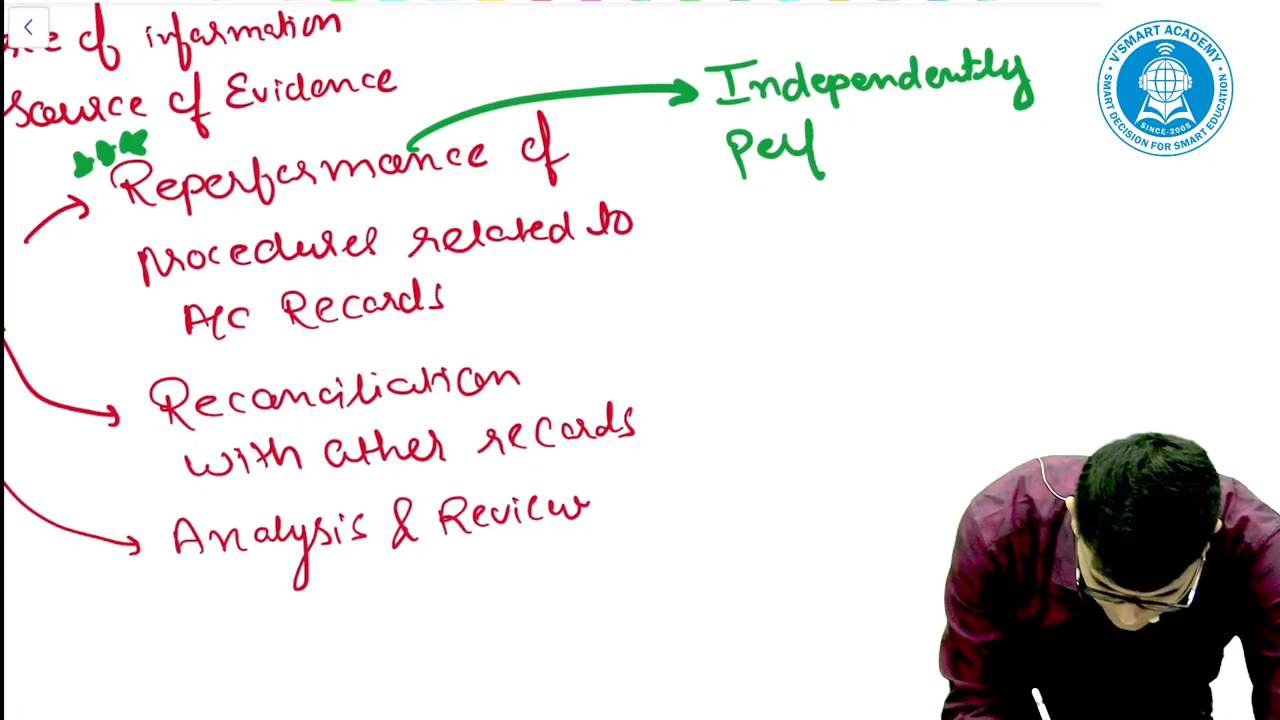 of information
source of Evidence
Reperformance of
Procedures related to
A/c Records
Reconciliation
with other records
Analysis & Review
Independently
Perf
V'SMART ACADEMY
SINCE-2005
SMART DECISION FOR SMART EDUCATION